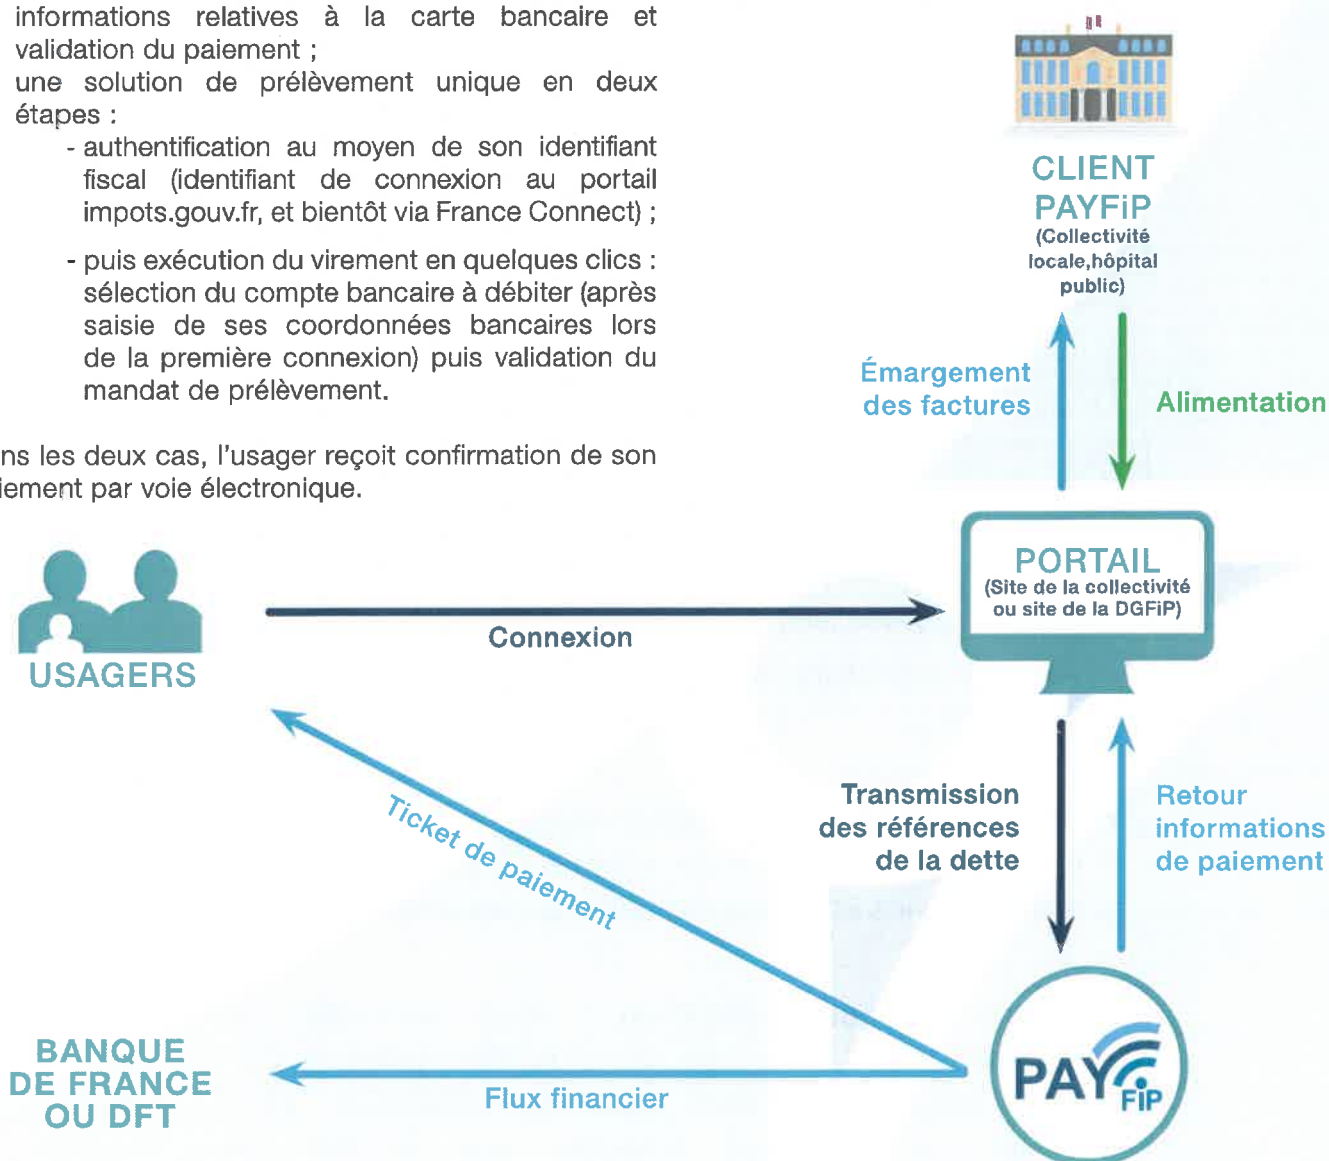 informations relatives à la carte bancaire et
validation du paiement ;
une solution de prélèvement unique en deux
étapes :
- authentification au moyen de son identifiant
fiscal (identifiant de connexion au portail
impots.gouv.fr, et bientôt via France Connect) ;
- puis exécution du virement en quelques clics :
sélection du compte bancaire à débiter (après
saisie de ses coordonnées bancaires lors
de la première connexion) puis validation du
mandat de prélèvement.
ns les deux cas, l'usager reçoit confirmation de son
iement par voie électronique.
CLIENT
PAYFiP
(Collectivité
locale,hôpital
public)
Émargement
des factures
Alimentation
PORTAIL
(Site de la collectivité
ou site de la DGFiP)
Connexion
USAGERS
Transmission
des références
de la dette
Retour
informations
de paiement
Ticket de paiement
BANQUE
DE FRANCE
OU DFT
Flux financier
PAY
FiP